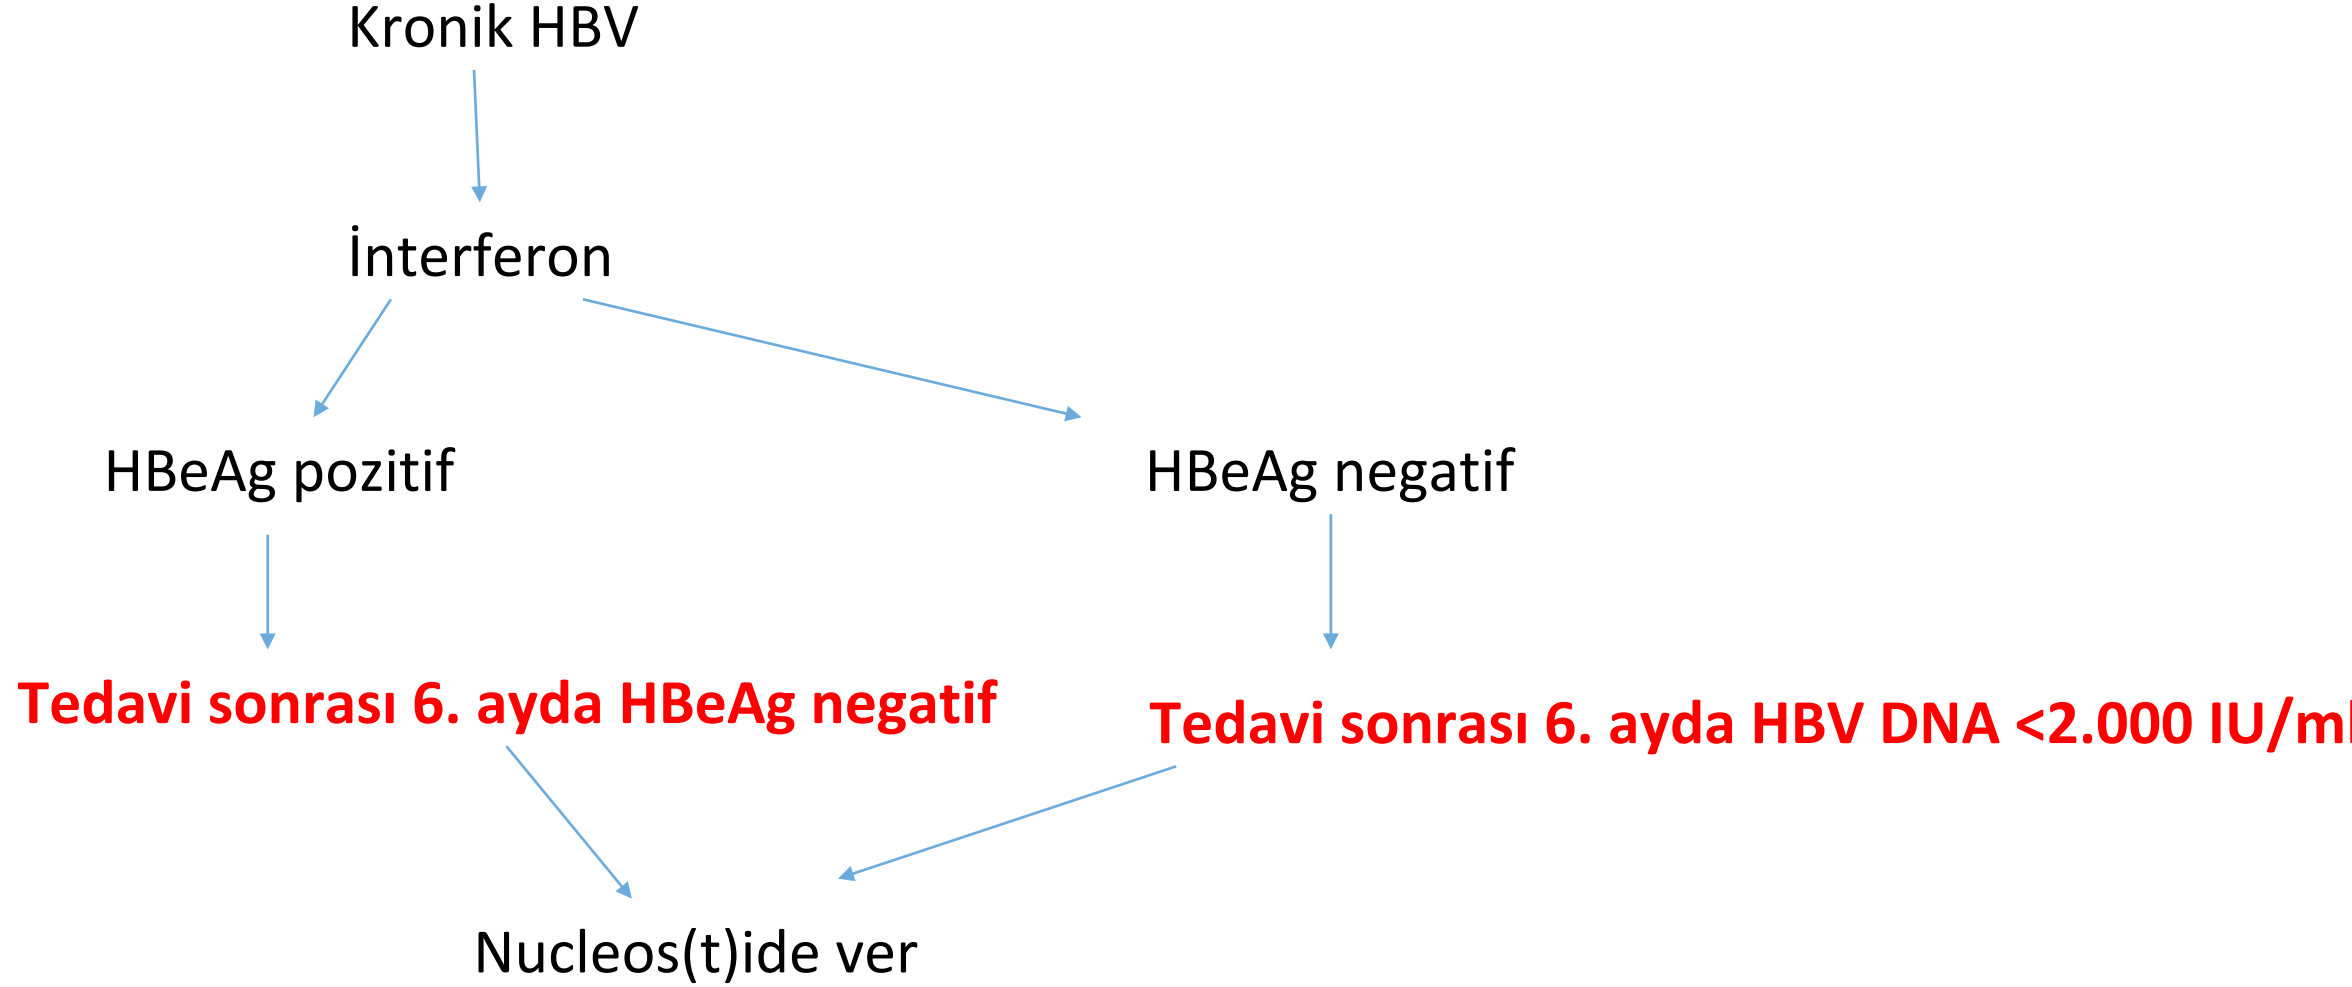 Kronik HBV
İnterferon
HBeAg pozitif
HBeAg negatif
Tedavi sonrası 6. ayda HBeAg negatif
Tedavi sonrası 6. ayda HBV DNA <2.000 IU/ml
Nucleos(t)ide ver